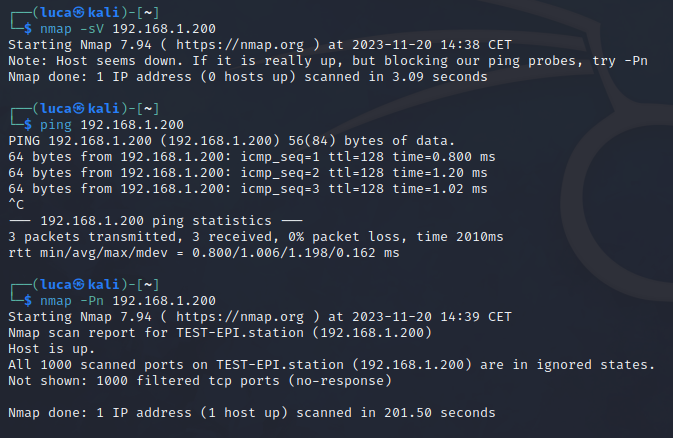 ┌──(luca㉿kali)-[~]
└─$ nmap -sV 192.168.1.200
Starting Nmap 7.94 ( https://nmap.org ) at 2023-11-20 14:38 CET
Note: Host seems down. If it is really up, but blocking our ping probes, try -Pn
Nmap done: 1 IP address (0 hosts up) scanned in 3.09 seconds

┌──(luca㉿kali)-[~]
└─$ ping 192.168.1.200
PING 192.168.1.200 (192.168.1.200) 56(84) bytes of data.
64 bytes from 192.168.1.200: icmp_seq=1 ttl=128 time=0.800 ms
64 bytes from 192.168.1.200: icmp_seq=2 ttl=128 time=1.20 ms
64 bytes from 192.168.1.200: icmp_seq=3 ttl=128 time=1.02 ms
^C
--- 192.168.1.200 ping statistics ---
3 packets transmitted, 3 received, 0% packet loss, time 2010ms
rtt min/avg/max/mdev = 0.800/1.006/1.198/0.162 ms

┌──(luca㉿kali)-[~]
└─$ nmap -Pn 192.168.1.200
Starting Nmap 7.94 ( https://nmap.org ) at 2023-11-20 14:39 CET
Nmap scan report for TEST-EPI.station (192.168.1.200)
Host is up.
All 1000 scanned ports on TEST-EPI.station (192.168.1.200) are in ignored states.
Not shown: 1000 filtered tcp ports (no-response)

Nmap done: 1 IP address (1 host up) scanned in 201.50 seconds